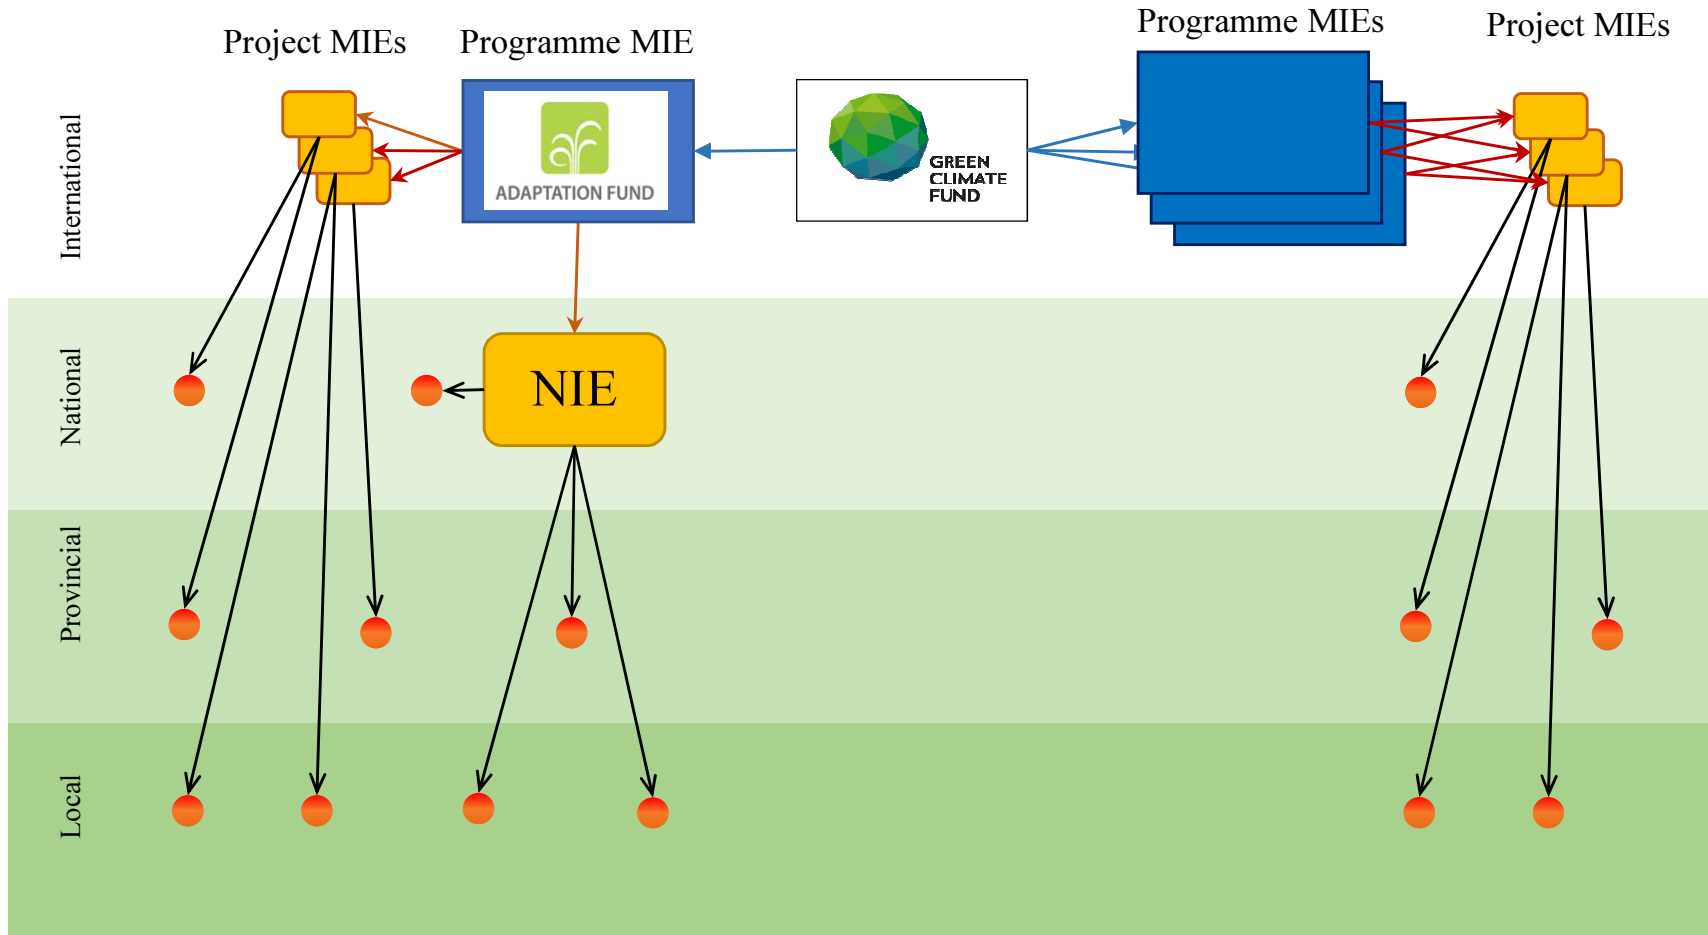 Project MIEs
Programme MIE
Programme MIEs
Project MIEs
International
ADAPTATION FUND
GREEN
CLIMATE
FUND
National
NIE
Provincial
Local